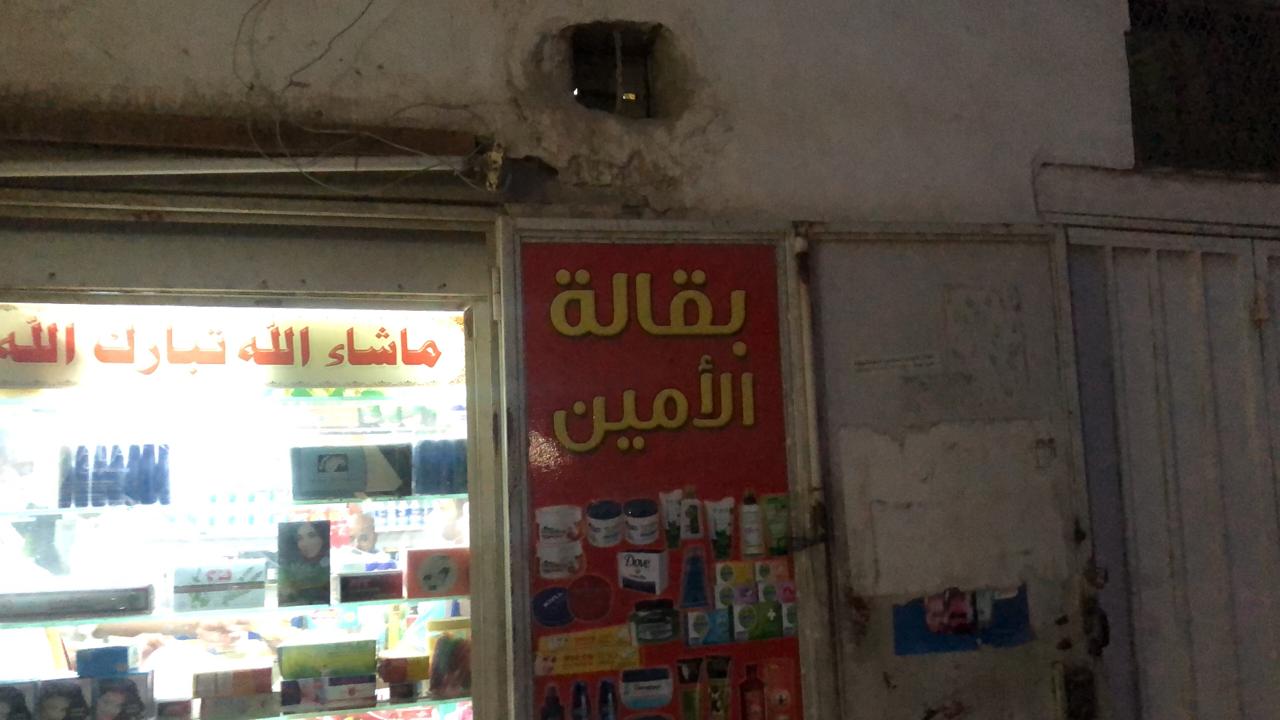 ماشاء الله تبارك الله
بقالة
الأمين
Dove